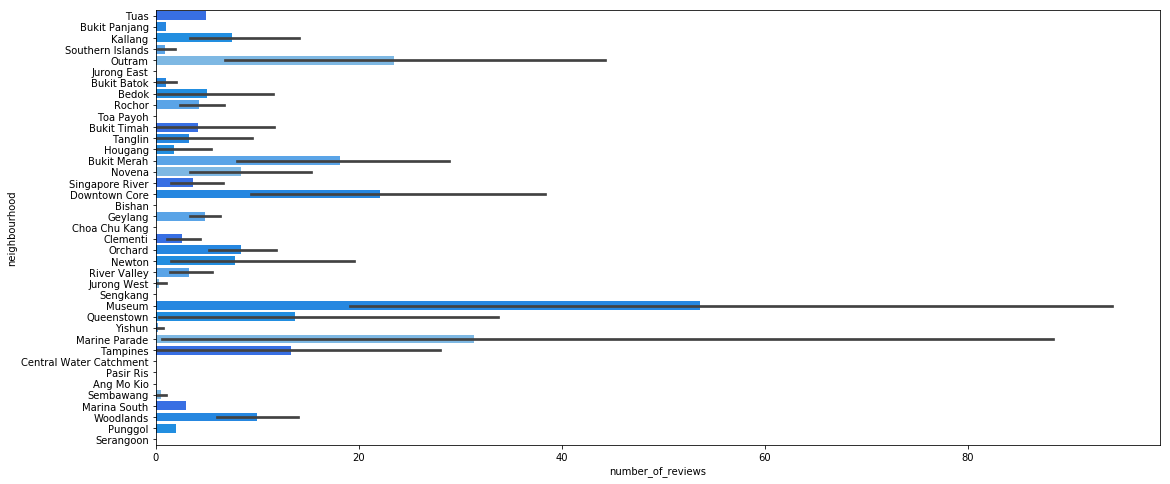 Tuas
Bukit Panjang
Kallang
Southern Islands
Outram
Jurong East
Bukit Batok
Bedok
Rochor
Toa Payoh
Bukit Timah
Tanglin
Hougang
Bukit Merah
Novena
Singapore River
Downtown Core
Bishan
Geylang
Choa Chu Kang
Clementi
Orchard
Newton
River Valley
Jurong West
Sengkang
Museum
Queenstown
Yishun
Marine Parade
Tampines
Central Water Catchment
Pasir Ris
Ang Mo Kio
Sembawang
Marina South
Woodlands
Punggol
Serangoon
neighbourhood
0 20 40 60 80
number_of_reviews